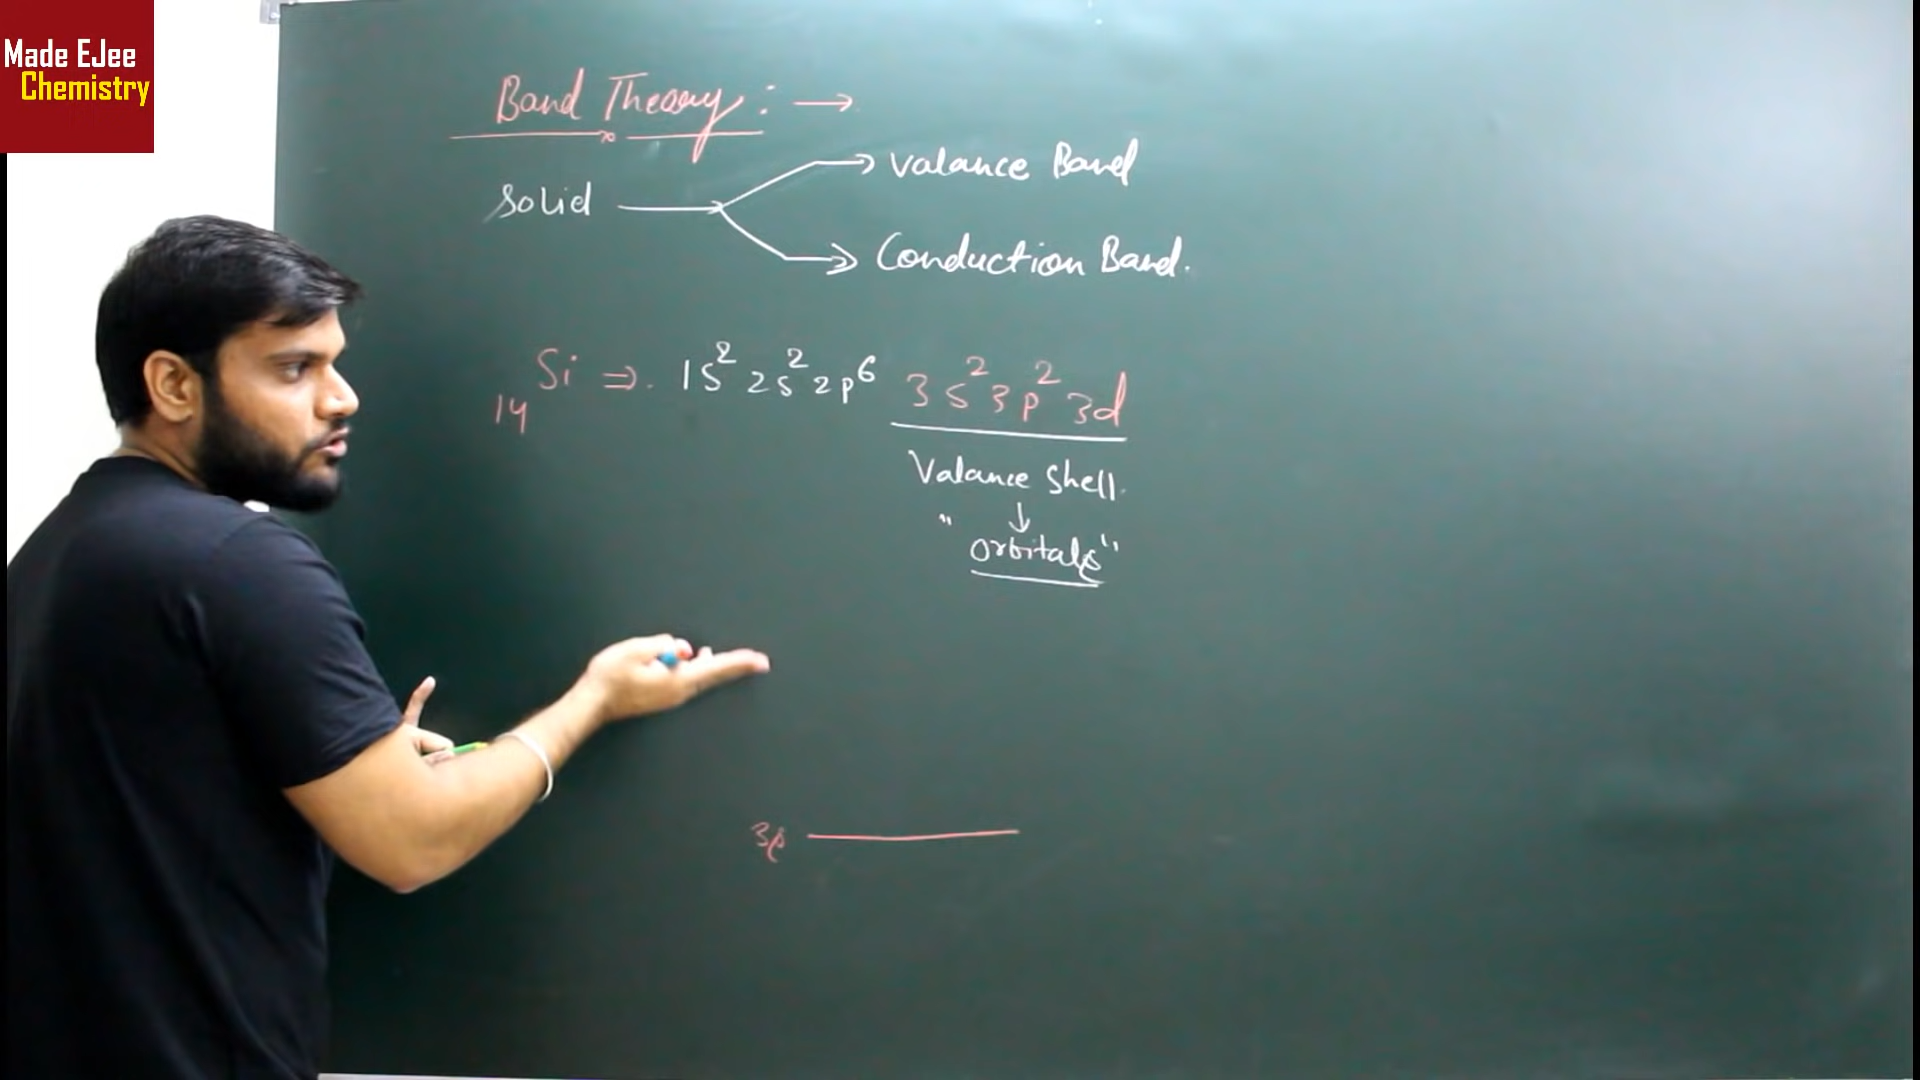 Made EJee
Chemistry
Band Theory : →
Solid → Valance Band
→ Conduction Band.
14 Si ⇒. 1s² 2s² 2p⁶ 3s² 3p² 3d
Valance Shell.
↓
"Orbitals"